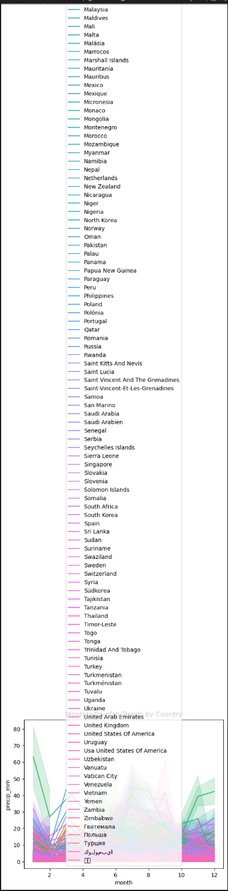 Malaysia
Maldives
Mali
Malta
Malásia
Marrocos
Marshall Islands
Mauritania
Mauritius
Mexico
Mexique
Micronesia
Monaco
Mongolia
Montenegro
Morocco
Mozambique
Myanmar
Namibia
Nepal
Netherlands
New Zealand
Nicaragua
Niger
Nigeria
North Korea
Norway
Oman
Pakistan
Palau
Panama
Papua New Guinea
Paraguay
Peru
Philippines
Poland
Polônia
Portugal
Qatar
Romania
Russia
Rwanda
Saint Kitts And Nevis
Saint Lucia
Saint Vincent And The Grenadines
Saint-Vincent-Et-Les-Grenadines
Samoa
San Marino
Saudi Arabia
Saudi Arabien
Senegal
Serbia
Seychelles Islands
Sierra Leone
Singapore
Slovakia
Slovenia
Solomon Islands
Somalia
South Africa
South Korea
Spain
Sri Lanka
Sudan
Suriname
Swaziland
Sweden
Switzerland
Syria
Südkorea
Tajikistan
Tanzania
Thailand
Timor-Leste
Togo
Tonga
Trinidad And Tobago
Tunisia
Turkey
Turkmenistan
Turkménistan
Tuvalu
Uganda
Ukraine
by Country
United Arab Emirates
United Kingdom
United States Of America
Uruguay
Usa United States Of America
Uzbekistan
Vanuatu
Vatican City
Venezuela
Vietnam
Yemen
Zambia
Zimbabwe
Гватемала
Польша
Турция
80
70
60
50
40
30
20
10
0
precip_mm
2 4 6 8 10 12
month